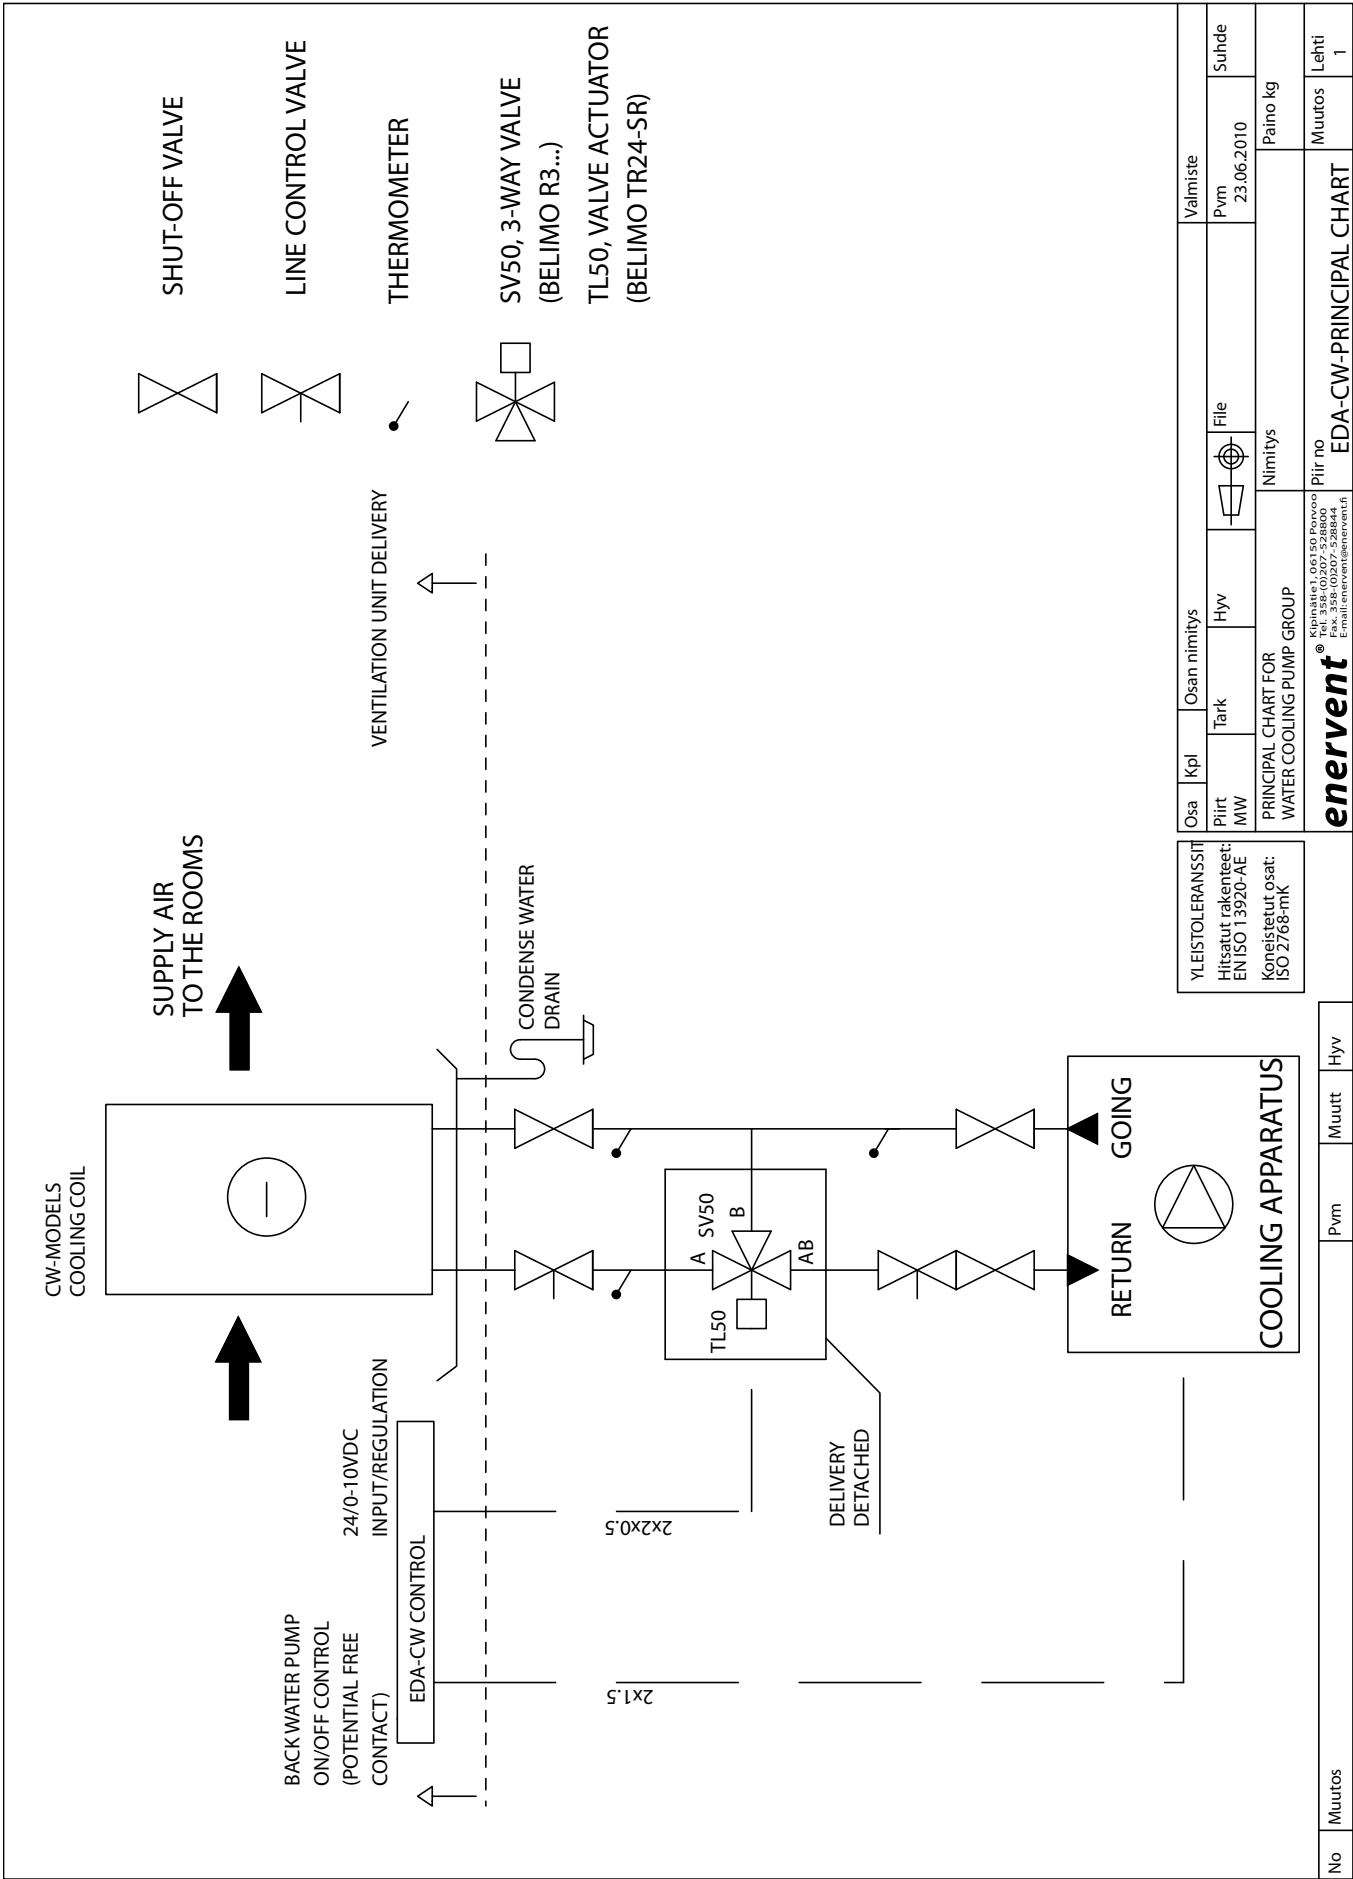 CW-MODELS
COOLING COIL
SUPPLY AIR
TO THE ROOMS
BACK WATER PUMP
ON/OFF CONTROL
(POTENTIAL FREE
CONTACT)
24/0-10VDC
INPUT/REGULATION
EDA-CW CONTROL
VENTILATION UNIT DELIVERY
CONDENSE WATER
DRAIN
2x1.5
2x2x0.5
TL50
A
SV50
B
AB
DELIVERY
DETACHED
RETURN
GOING
COOLING APPARATUS
SHUT-OFF VALVE
LINE CONTROL VALVE
THERMOMETER
SV50, 3-WAY VALVE
(BELIMO R3...)
TL50, VALVE ACTUATOR
(BELIMO TR24-SR)
YLEISTOLERANSSIT
Hitsatut rakenteet:
EN ISO 13920-AE
Koneistetut osat:
ISO 2768-mK
Osa Kpl Osan nimitys Valmiste
Piirt Tark Hyv File Pvm Suhde
MW 23.06.2010
PRINCIPAL CHART FOR
WATER COOLING PUMP GROUP
Nimitys Paino kg
enervent®
Kipinätie 1, 06150 Porvoo
Tel. 358-(0)207-528800
Fax. 358-(0)207-528844
E-mail: enervent@enervent.fi
Piir no
EDA-CW-PRINCIPAL CHART
Muutos Lehti
1
No Muutos Pvm Muutt Hyv